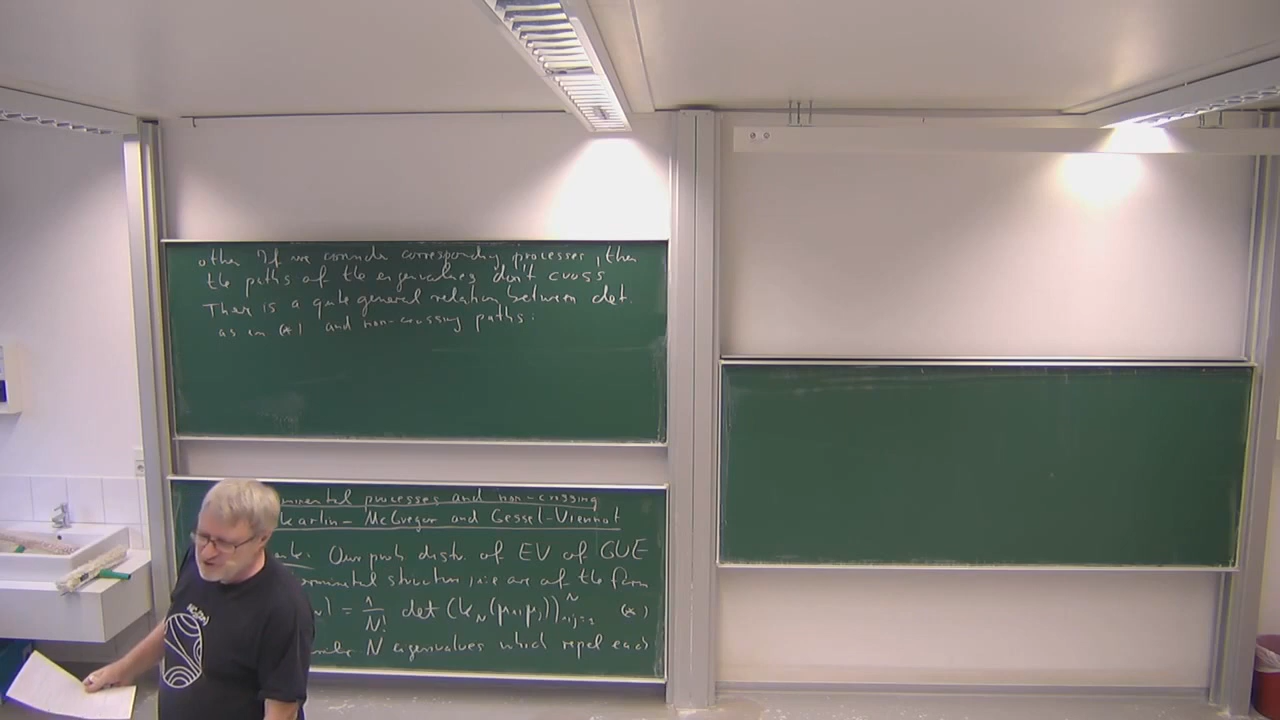 minental processes and non-crossing
Karlin-McGregor and Gessel-Viennot
Our prob. distr. of EV of GUE
erminental structure, i.e. are of the form
= 1/N! det (K_N(μ_i, μ_j))_{i,j=1}^N (*)
N eigenvalues which repel each
other. If we consider corresponding processes, then
the paths of the eigenvalues don't cross
There is a quite general relation between det.
as in (*) and non-crossing paths: